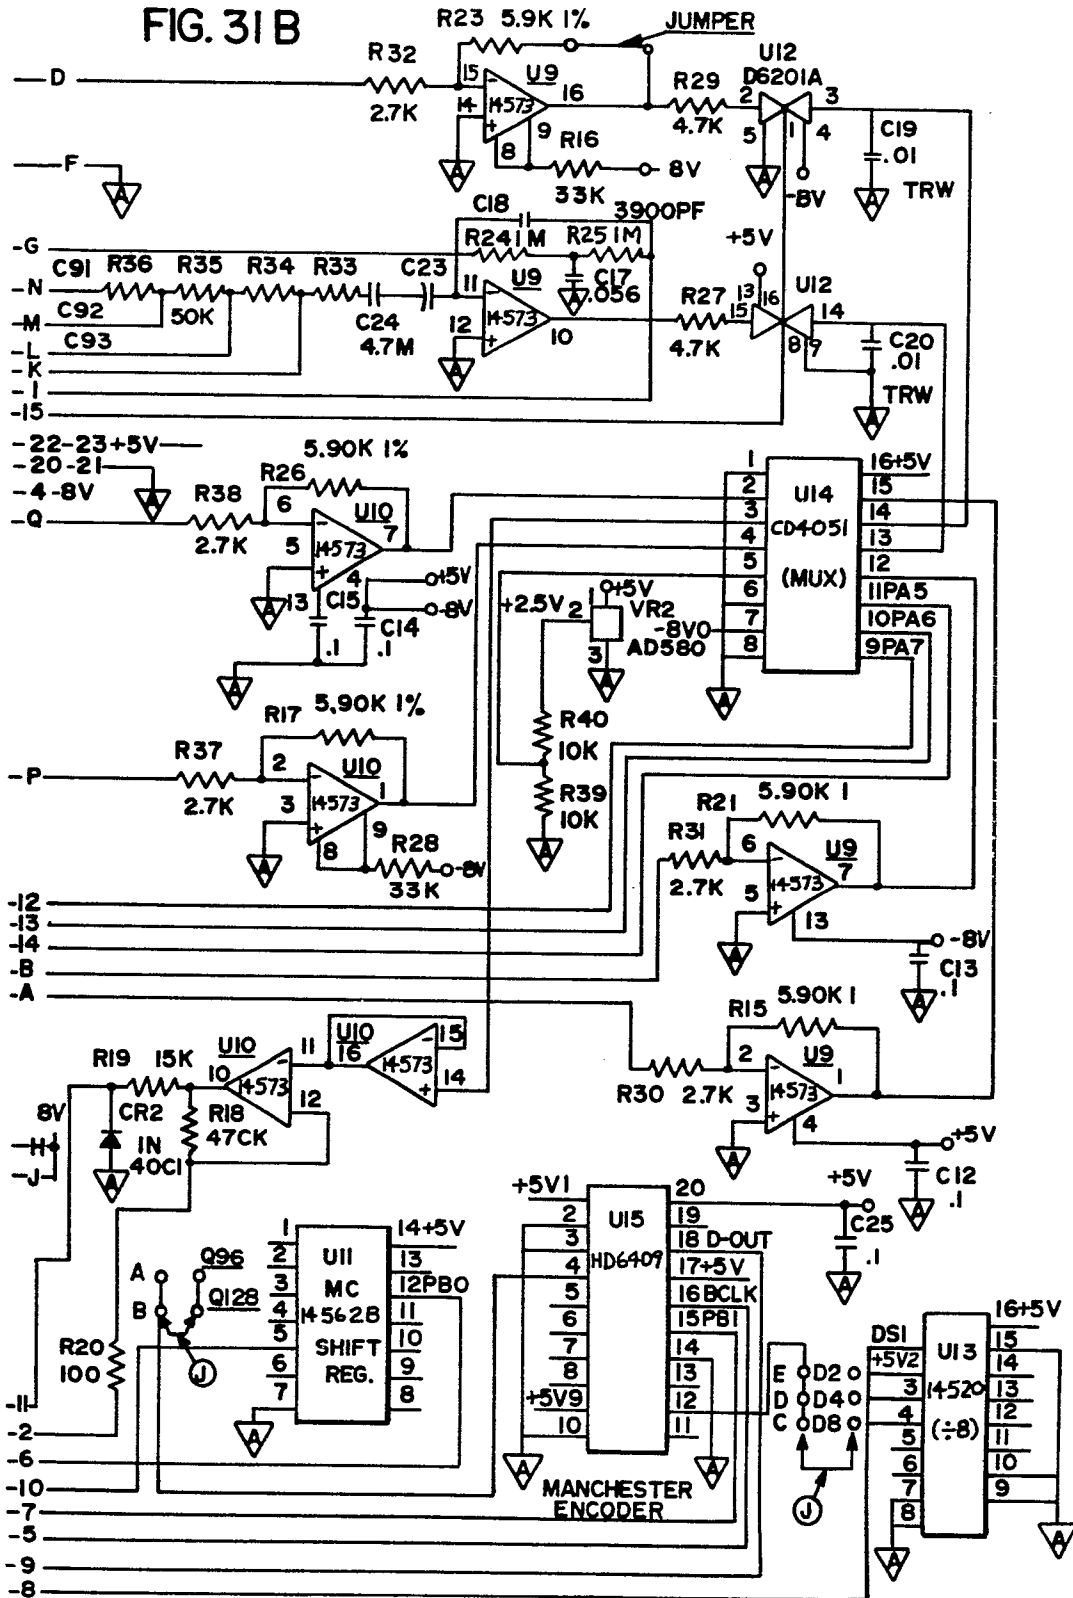 FIG. 31 B
R23 5.9K 1%
JUMPER
D
R32
2.7K
15
14
U9
14573
16
9
8
R16
33K
8V
R29
4.7K
U12
D6201A
2
5
1
3
4
-8V
C19
.01
TRW
F
A
C18
3900PF
-G
R24 1M
R25 1M
C17
.056
+5V
C91
R36
R35
R34
R33
C23
-N
-M
C92
50K
C24
4.7M
-L
C93
-K
-1
-15
11
12
U9
14573
10
R27
4.7K
13
15
16
U12
14
8
7
C20
.01
TRW
-22-23+5V
-20-21
-4-8V
-Q
5.90K 1%
R26
R38
2.7K
6
5
U10
14573
7
4
13
C15
.1
C14
.1
+5V
-8V
1
2
3
4
5
6
7
8
U14
CD4051
(MUX)
16+5V
15
14
13
12
11PA5
10PA6
9PA7
+2.5V
1
+5V
2
VR2
AD580
3
-8VO
R40
10K
R39
10K
R17
5.90K 1%
-P
R37
2.7K
2
3
U10
14573
1
9
8
R28
33K
-8V
R21
5.90K 1
R31
2.7K
6
5
U9
14573
7
13
-8V
C13
.1
-12
-13
-14
-B
-A
R15
5.90K 1
R30
2.7K
2
3
U9
14573
1
4
+5V
C12
.1
R19
15K
U10
10
14573
11
12
U10
16
14573
15
14
8V
-H
-J
CR2
1N
40C1
R18
47CK
A
B
Q96
Q128
J
R20
100
1
2
3
4
5
6
7
U11
MC
145628
SHIFT
REG.
14+5V
13
12PBO
11
10
9
8
+5V1
2
3
4
5
6
7
8
+5V9
10
U15
HD6409
20
19
18 D-OUT
17+5V
16 BCLK
15PB1
14
13
12
11
MANCHESTER
ENCODER
+5V
C25
.1
E
D
C
D2
D4
D8
J
DS1
+5V2
3
4
5
6
7
8
U13
14520
(÷8)
16+5V
15
14
13
12
11
10
9
-11
-2
-6
-10
-7
-5
-9
-8